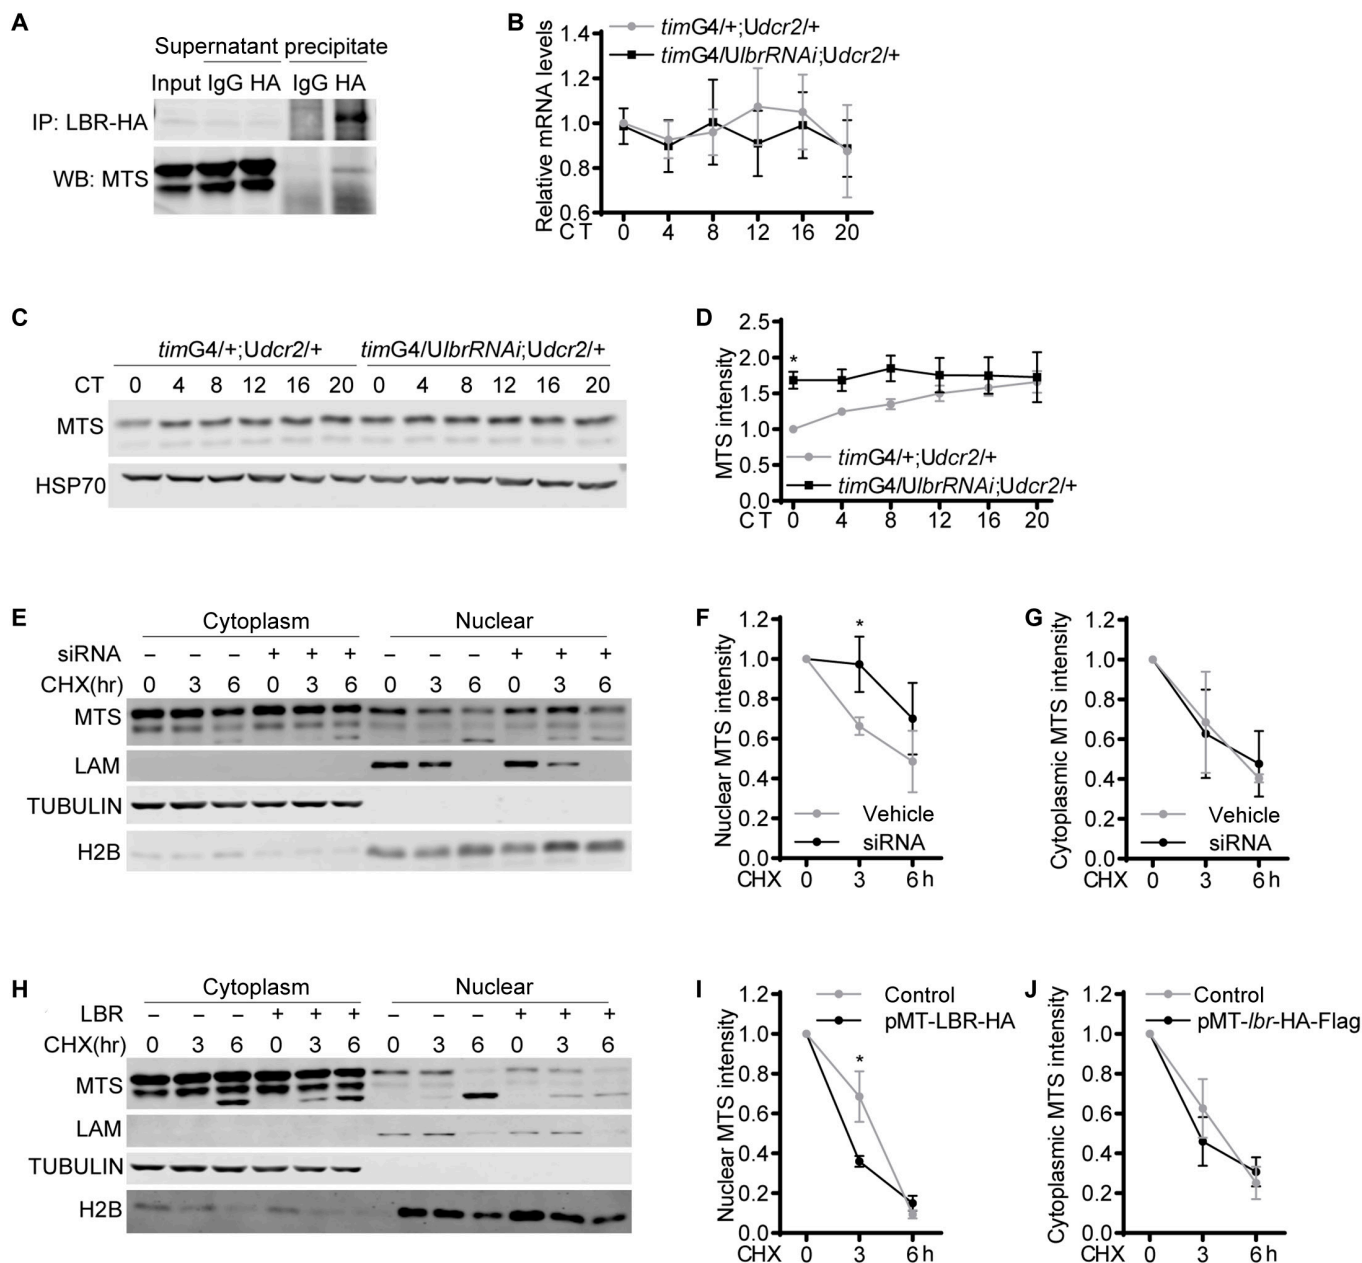 A
Supernatant precipitate
Input IgG HA IgG HA
IP: LBR-HA
WB: MTS
B
timG4/+;Udcr2/+
timG4/UlbrRNAi;Udcr2/+
Relative mRNA levels
1.4
1.2
1.0
0.8
0.6
CT 0 4 8 12 16 20
C
timG4/+;Udcr2/+ timG4/UlbrRNAi;Udcr2/+
CT 0 4 8 12 16 20 0 4 8 12 16 20
MTS
HSP70
D
MTS intensity
2.5
2.0
1.5
1.0
0.5
0.0
*
timG4/+;Udcr2/+
timG4/UlbrRNAi;Udcr2/+
CT 0 4 8 12 16 20
E
Cytoplasm Nuclear
siRNA – – – + + + – – – + + +
CHX(hr) 0 3 6 0 3 6 0 3 6 0 3 6
MTS
LAM
TUBULIN
H2B
F
Nuclear MTS intensity
1.2
1.0
0.8
0.6
0.4
0.2
0.0
*
Vehicle
siRNA
CHX 0 3 6 h
G
Cytoplasmic MTS intensity
1.2
1.0
0.8
0.6
0.4
0.2
0.0
Vehicle
siRNA
CHX 0 3 6 h
H
Cytoplasm Nuclear
LBR – – – + + + – – – + + +
CHX(hr) 0 3 6 0 3 6 0 3 6 0 3 6
MTS
LAM
TUBULIN
H2B
I
Control
pMT-LBR-HA
Nuclear MTS intensity
1.2
1.0
0.8
0.6
0.4
0.2
0.0
*
CHX 0 3 6 h
J
Control
pMT-lbr-HA-Flag
Cytoplasmic MTS intensity
1.2
1.0
0.8
0.6
0.4
0.2
0.0
CHX 0 3 6 h